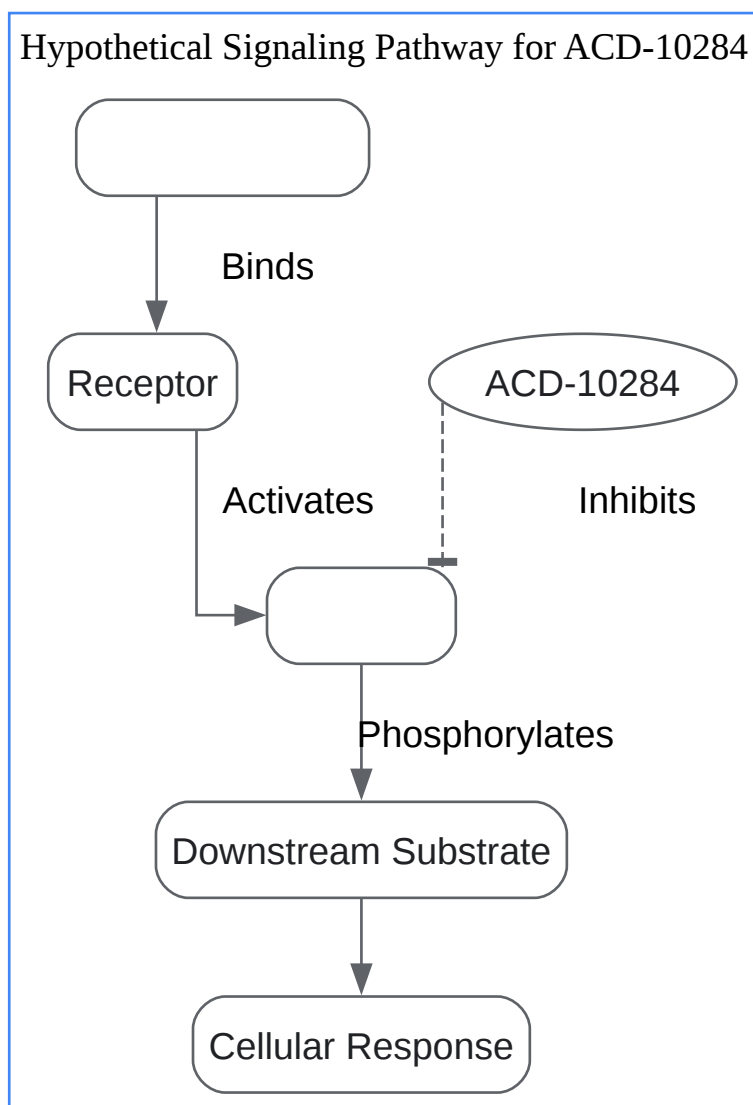 Hypothetical Signaling Pathway for ACD-10284
Binds
Receptor
ACD-10284
Activates
Inhibits
Phosphorylates
Downstream Substrate
Cellular Response